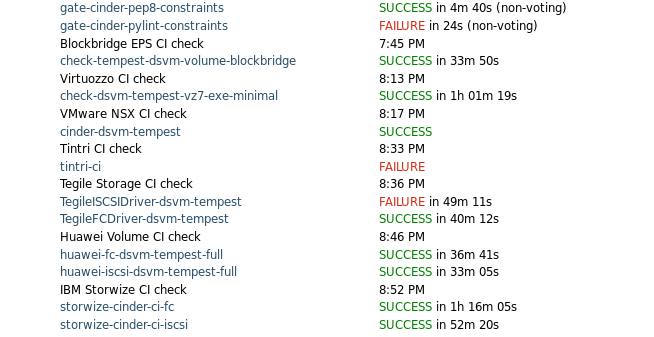 gate-cinder-pep8-constraints SUCCESS in 4m 40s (non-voting)
gate-cinder-pylint-constraints FAILURE in 24s (non-voting)
Blockbridge EPS CI check 7:45 PM
check-tempest-dsvm-volume-blockbridge SUCCESS in 33m 50s
Virtuozzo CI check 8:13 PM
check-dsvm-tempest-vz7-exe-minimal SUCCESS in 1h 01m 19s
VMware NSX CI check 8:17 PM
cinder-dsvm-tempest SUCCESS
Tintri CI check 8:33 PM
tintri-ci FAILURE
Tegile Storage CI check 8:36 PM
TegileISCSIDriver-dsvm-tempest FAILURE in 49m 11s
TegileFCDriver-dsvm-tempest SUCCESS in 40m 12s
Huawei Volume CI check 8:46 PM
huawei-fc-dsvm-tempest-full SUCCESS in 36m 41s
huawei-iscsi-dsvm-tempest-full SUCCESS in 33m 05s
IBM Storwize CI check 8:52 PM
storwize-cinder-ci-fc SUCCESS in 1h 16m 05s
storwize-cinder-ci-iscsi SUCCESS in 52m 20s